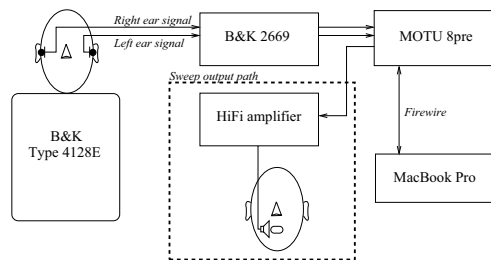 Right ear signal
Left ear signal
B&K 2669
MOTU 8pre
Sweep output path
HiFi amplifier
Firewire
B&K
Type 4128E
MacBook Pro